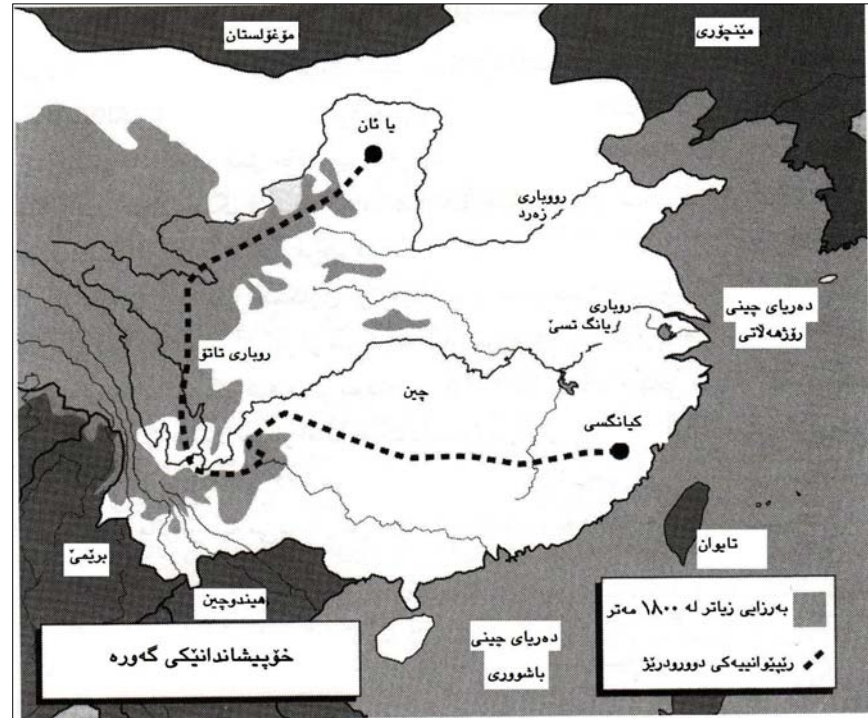 مۆغۆلستان
مێنچۆری
یا ئان
رووباری
زەرد
دەریای چینی
رۆژهەڵاتی
روباری
یانگ تسێ
روباری تاتۆ
چین
کیانگسی
تایوان
برێمێ
هیندوچین
دەریای چینی
باشووری
بەرزایی زیاتر لە ١٨٠٠ مەتر
رێپێوانییەکی دوورودرێژ
خۆپیشاندانێکی گەورە